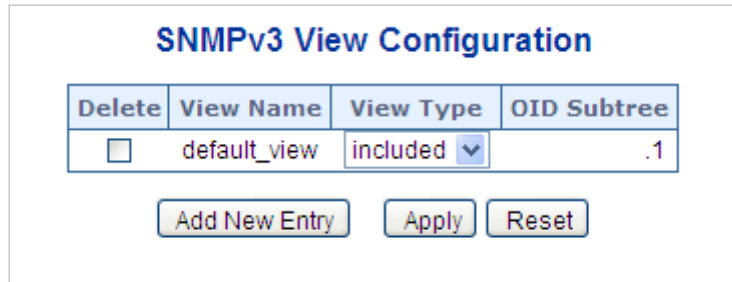 SNMPv3 View Configuration
Delete View Name View Type OID Subtree
default_view included .1
Add New Entry Apply Reset